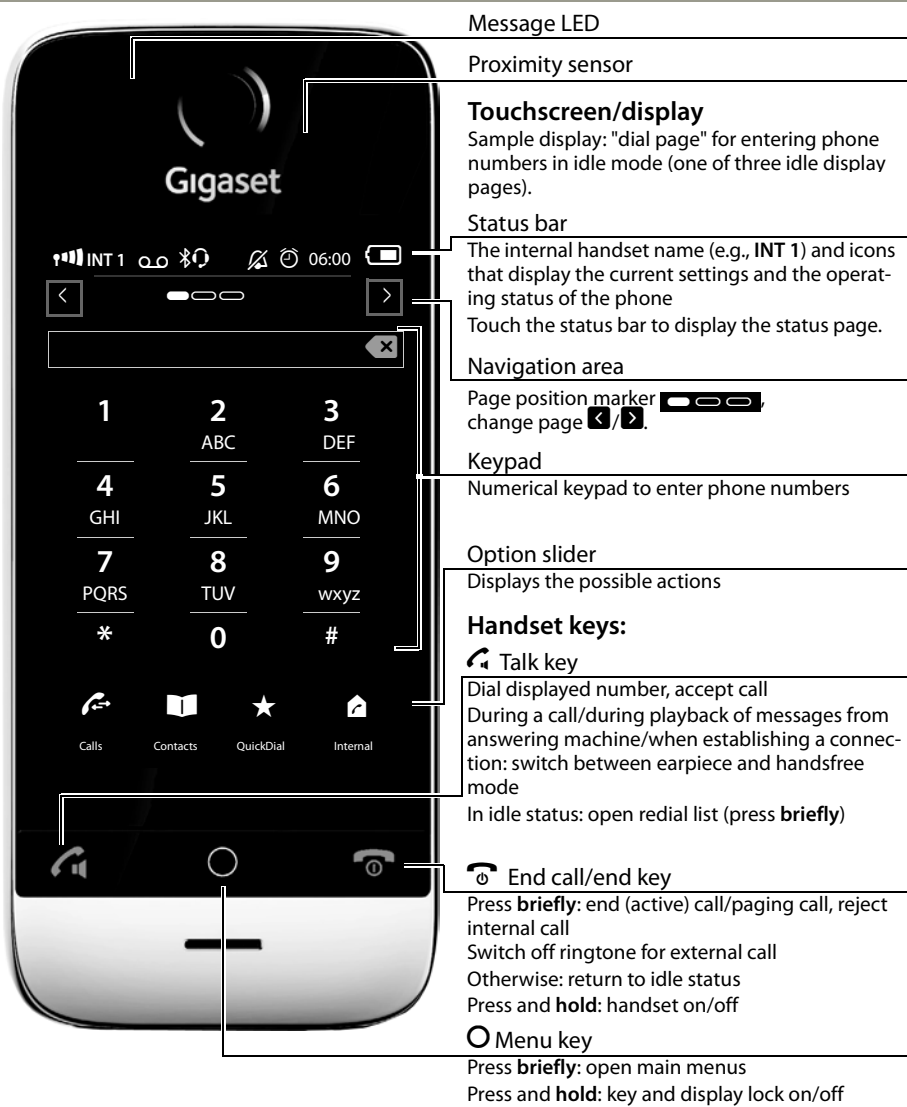 Message LED
Proximity sensor
Touchscreen/display
Sample display: "dial page" for entering phone
numbers in idle mode (one of three idle display
pages).
Status bar
The internal handset name (e.g., INT 1) and icons
that display the current settings and the operat-
ing status of the phone
Touch the status bar to display the status page.
Navigation area
Page position marker ,
change page / .
Keypad
Numerical keypad to enter phone numbers
Option slider
Displays the possible actions
Handset keys:
Talk key
Dial displayed number, accept call
During a call/during playback of messages from
answering machine/when establishing a connec-
tion: switch between earpiece and handsfree
mode
In idle status: open redial list (press briefly)
End call/end key
Press briefly: end (active) call/paging call, reject
internal call
Switch off ringtone for external call
Otherwise: return to idle status
Press and hold: handset on/off
Menu key
Press briefly: open main menus
Press and hold: key and display lock on/off
Gigaset
INT 1 06:00
1 2 3
ABC DEF
4 5 6
GHI JKL MNO
7 8 9
PQRS TUV wxyz
* 0 #
Calls Contacts QuickDial Internal